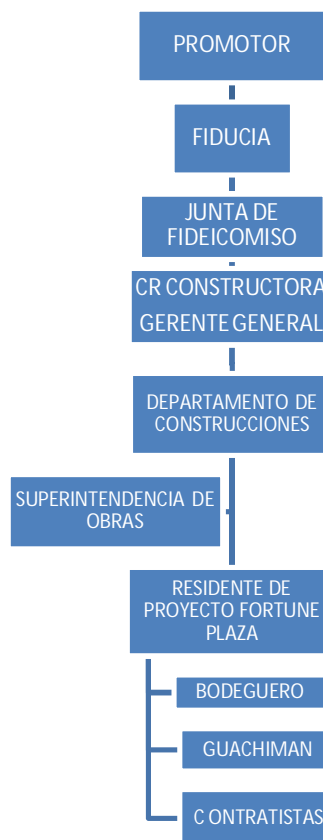 PROMOTOR
FIDUCIA
JUNTA DE
FIDEICOMISO
CR CONSTRUCTORA
GERENTE GENERAL
DEPARTAMENTO DE
CONSTRUCCIONES
SUPERINTENDENCIA DE
OBRAS
RESIDENTE DE
PROYECTO FORTUNE
PLAZA
BODEGUERO
GUACHIMAN
C ONTRATISTAS